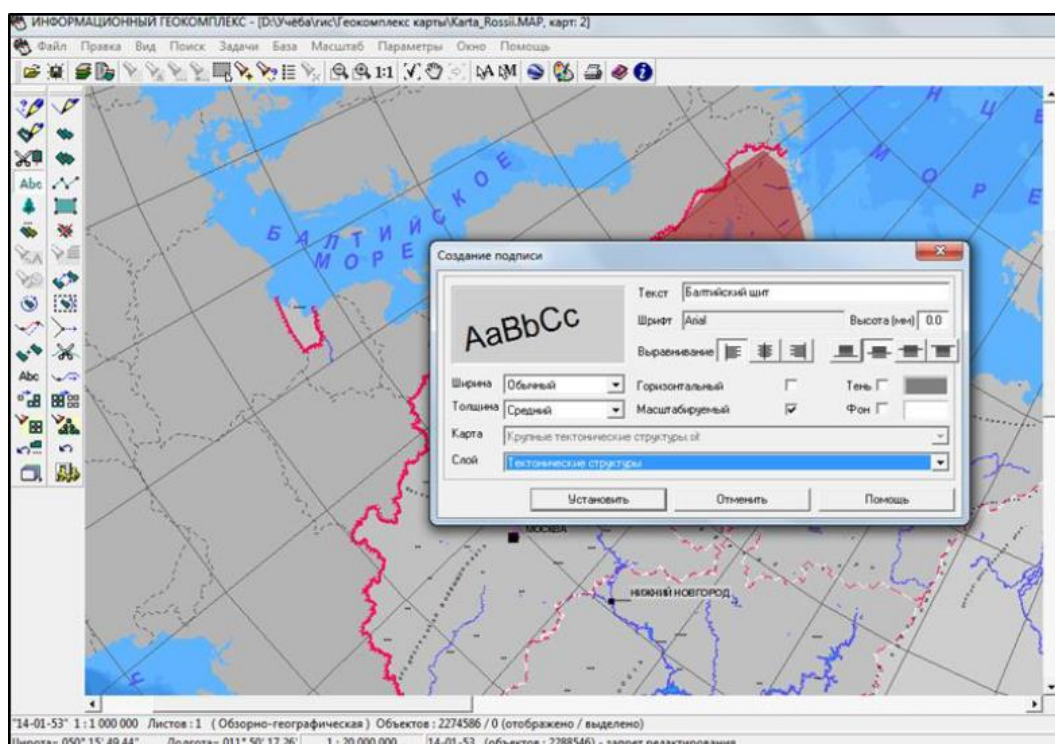 ИНФОРМАЦИОННЫЙ ГЕОКОМПЛЕКС - [D:\Учёба\гис\Геокомплекс карты\Karta_Rossii.MAP, карт: 2]
Файл Правка Вид Поиск Задачи База Масштаб Параметры Окно Помощь
1:1 A M
Abc
A
Abc
БАЛТИЙСКОЕ
МОРЕ
НЦЕ
МОРЕ
Создание подписи
AaBbCc
Текст Балтийский щит
Шрифт Arial Высота (мм) 0.0
Выравнивание
Ширина Обычный Горизонтальный Тень
Толщина Средний Масштабируемый Фон
Карта Крупные тектонические структуры.sit
Слой Тектонические структуры
Установить Отменить Помощь
МОСКВА
НИЖНИЙ НОВГОРОД
"14-01-53" 1 : 1 000 000 Листов : 1 ( Обзорно-географическая ) Объектов : 2274586 / 0 (отображено / выделено)
Широта= 050° 15' 49.44" Долгота= 011° 50' 17.26" 1 : 20 000 000 14-01-53 (объектов : 2288546) - запрет редактирования